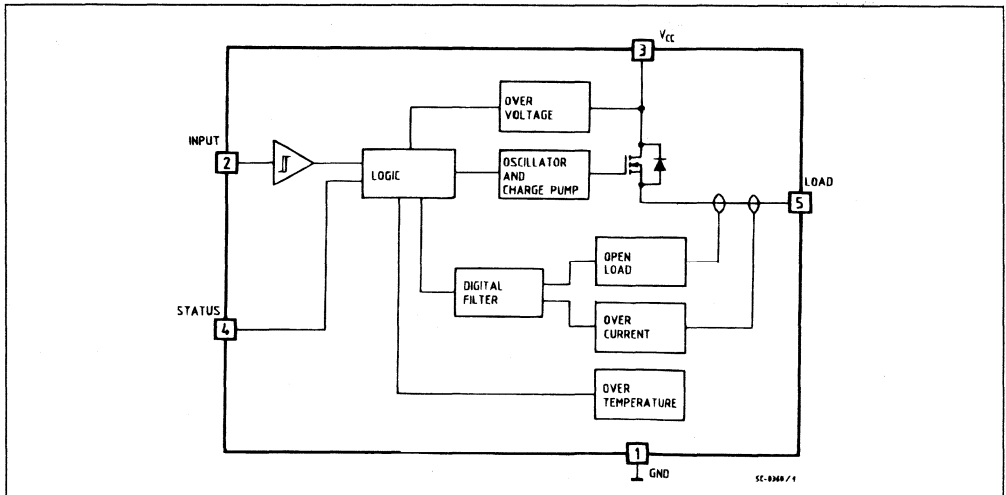 VCC
3
OVER
VOLTAGE
INPUT
2
LOGIC
OSCILLATOR
AND
CHARGE PUMP
LOAD
5
OPEN
LOAD
DIGITAL
FILTER
STATUS
4
OVER
CURRENT
OVER
TEMPERATURE
1
GND
SC-0360/1